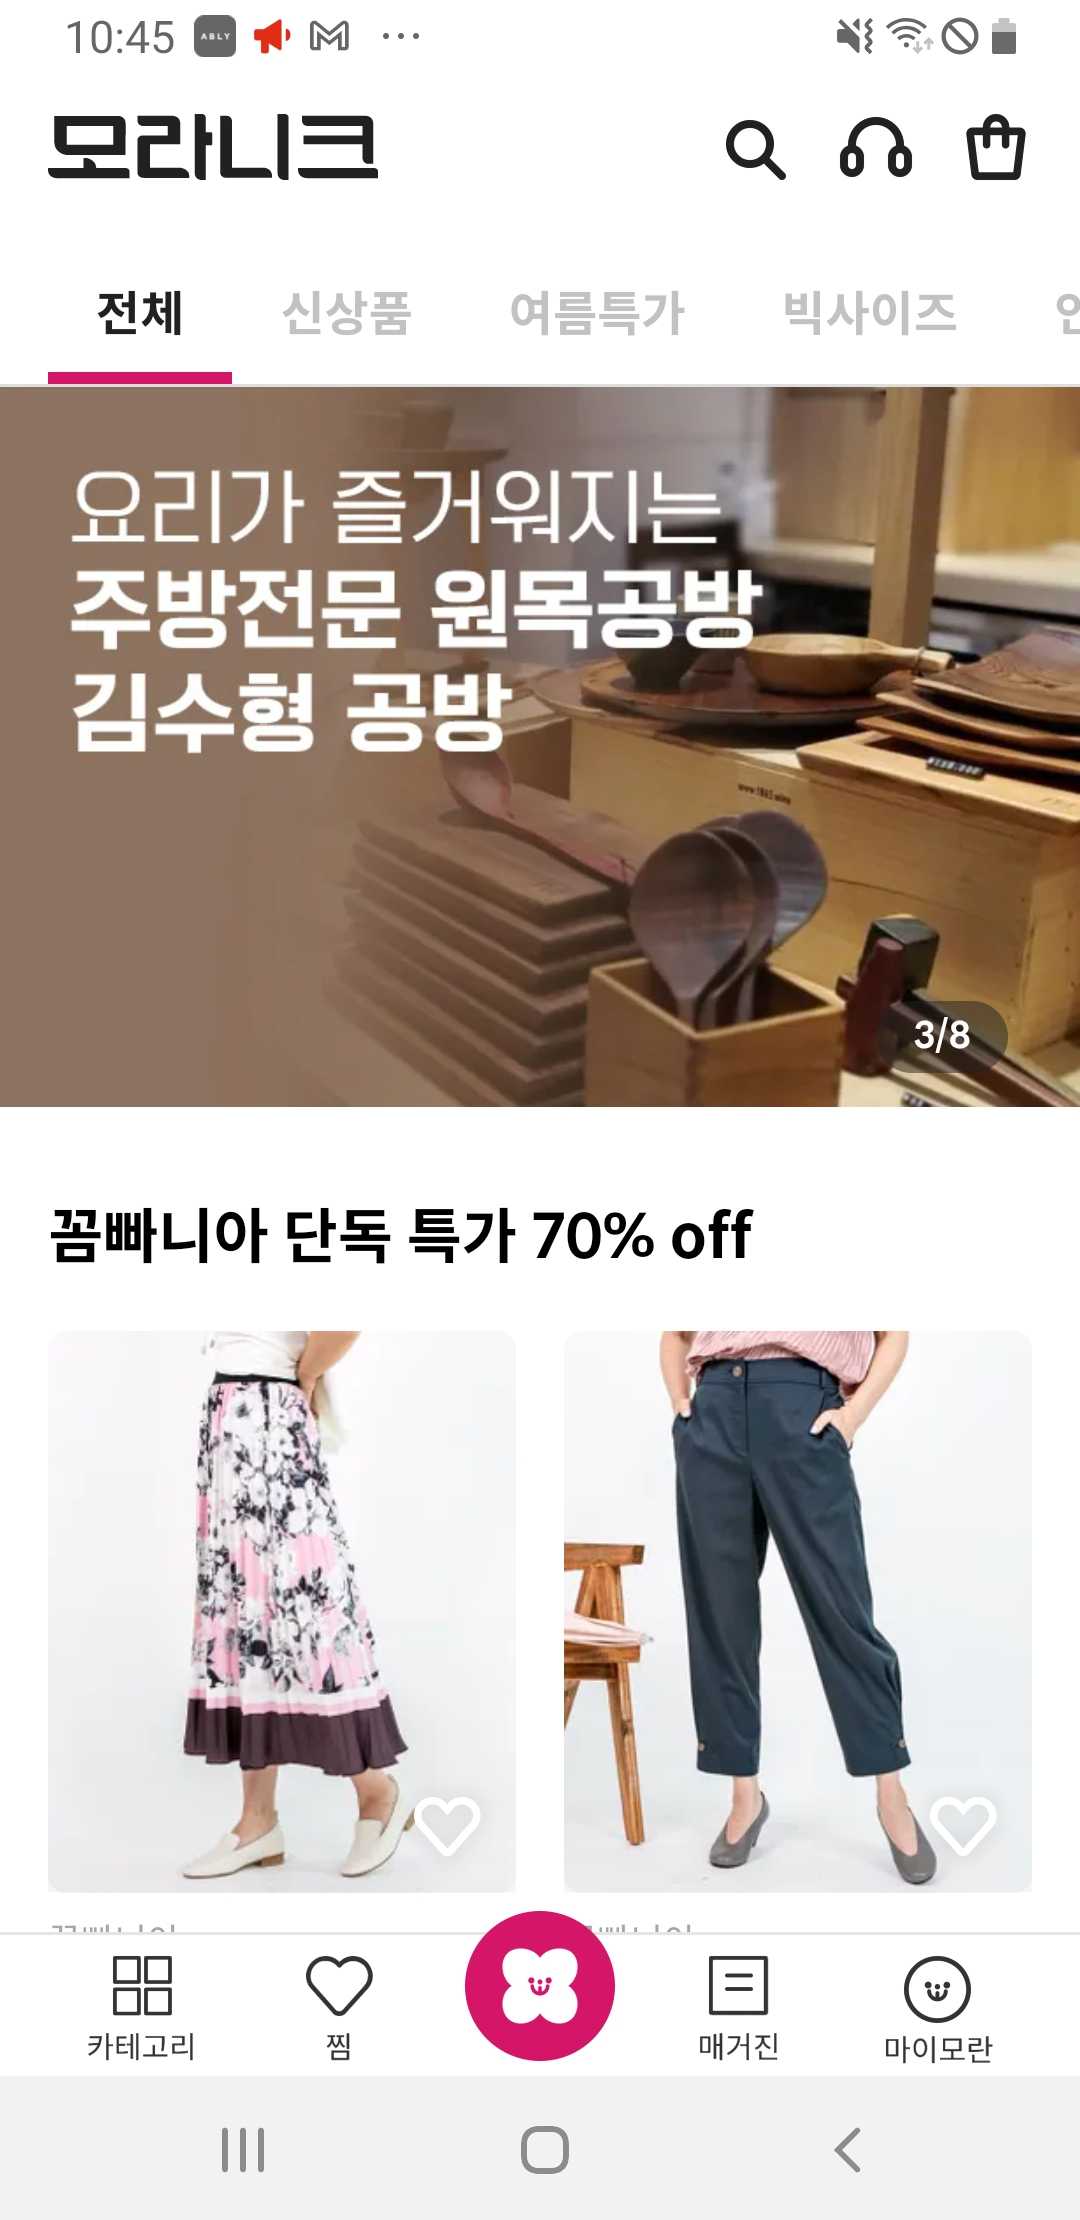 10:45
ABLY
모라니크
전체 신상품 여름특가 빅사이즈
요리가 즐거워지는
주방전문 원목공방
김수형 공방
3/8
꼼빠니아 단독 특가 70% off
카테고리 찜 매거진 마이모란